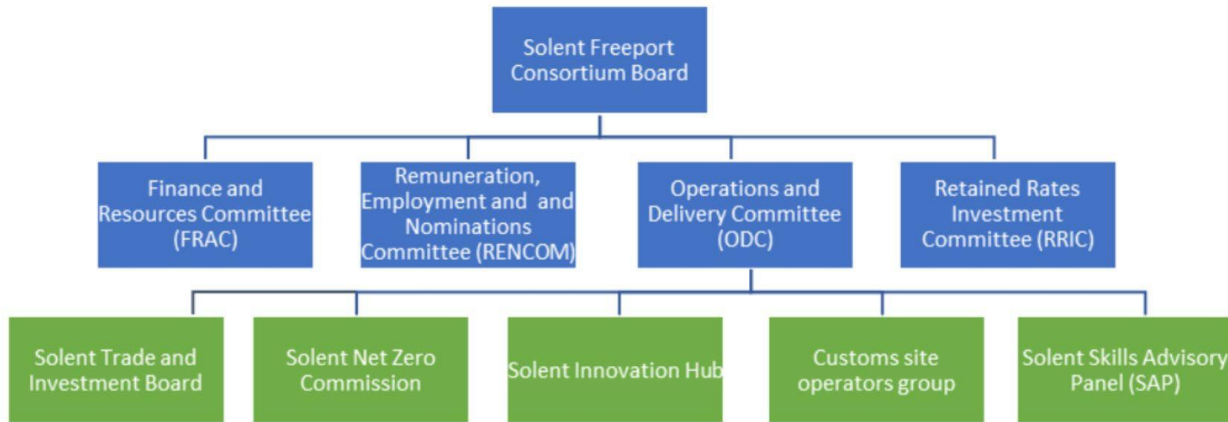 Solent Freeport
Consortium Board
Finance and
Resources Committee
(FRAC)
Remuneration,
Employment and and
Nominations
Committee (RENCOM)
Operations and
Delivery Committee
(ODC)
Retained Rates
Investment
Committee (RRIC)
Solent Trade and
Investment Board
Solent Net Zero
Commission
Solent Innovation Hub
Customs site
operators group
Solent Skills Advisory
Panel (SAP)